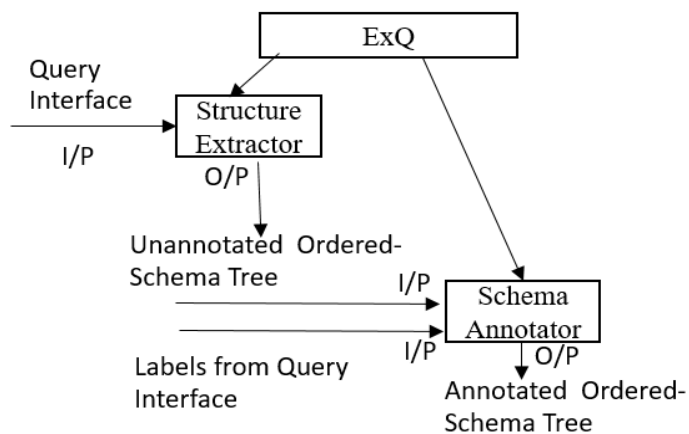 ExQ
Query
Interface
I/P
Structure
Extractor
O/P
Unannotated Ordered-
Schema Tree
I/P
I/P
Labels from Query
Interface
Schema
Annotator
O/P
Annotated Ordered-
Schema Tree